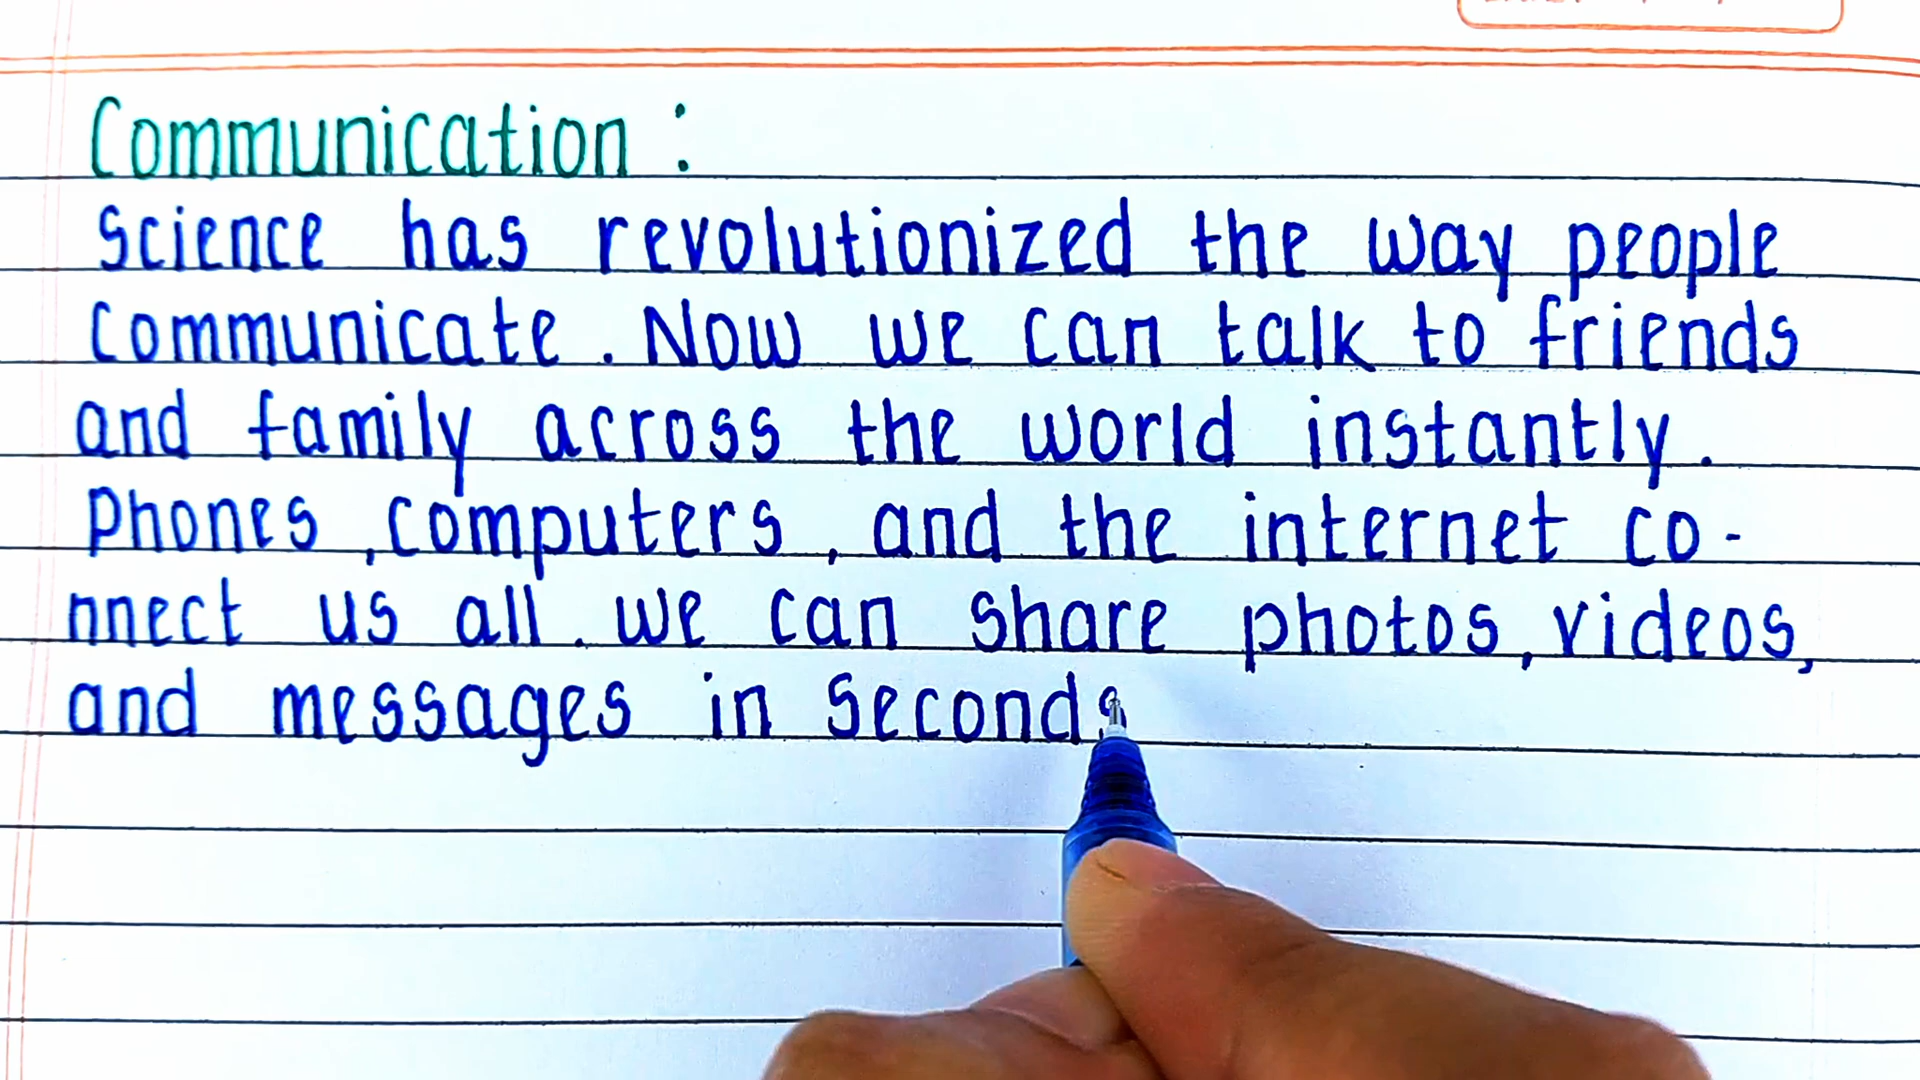 Communication :
Science has revolutionized the way people
communicate. Now we can talk to friends
and family across the world instantly.
Phones, computers, and the internet co-
nnect us all. we can share photos, videos,
and messages in seconds